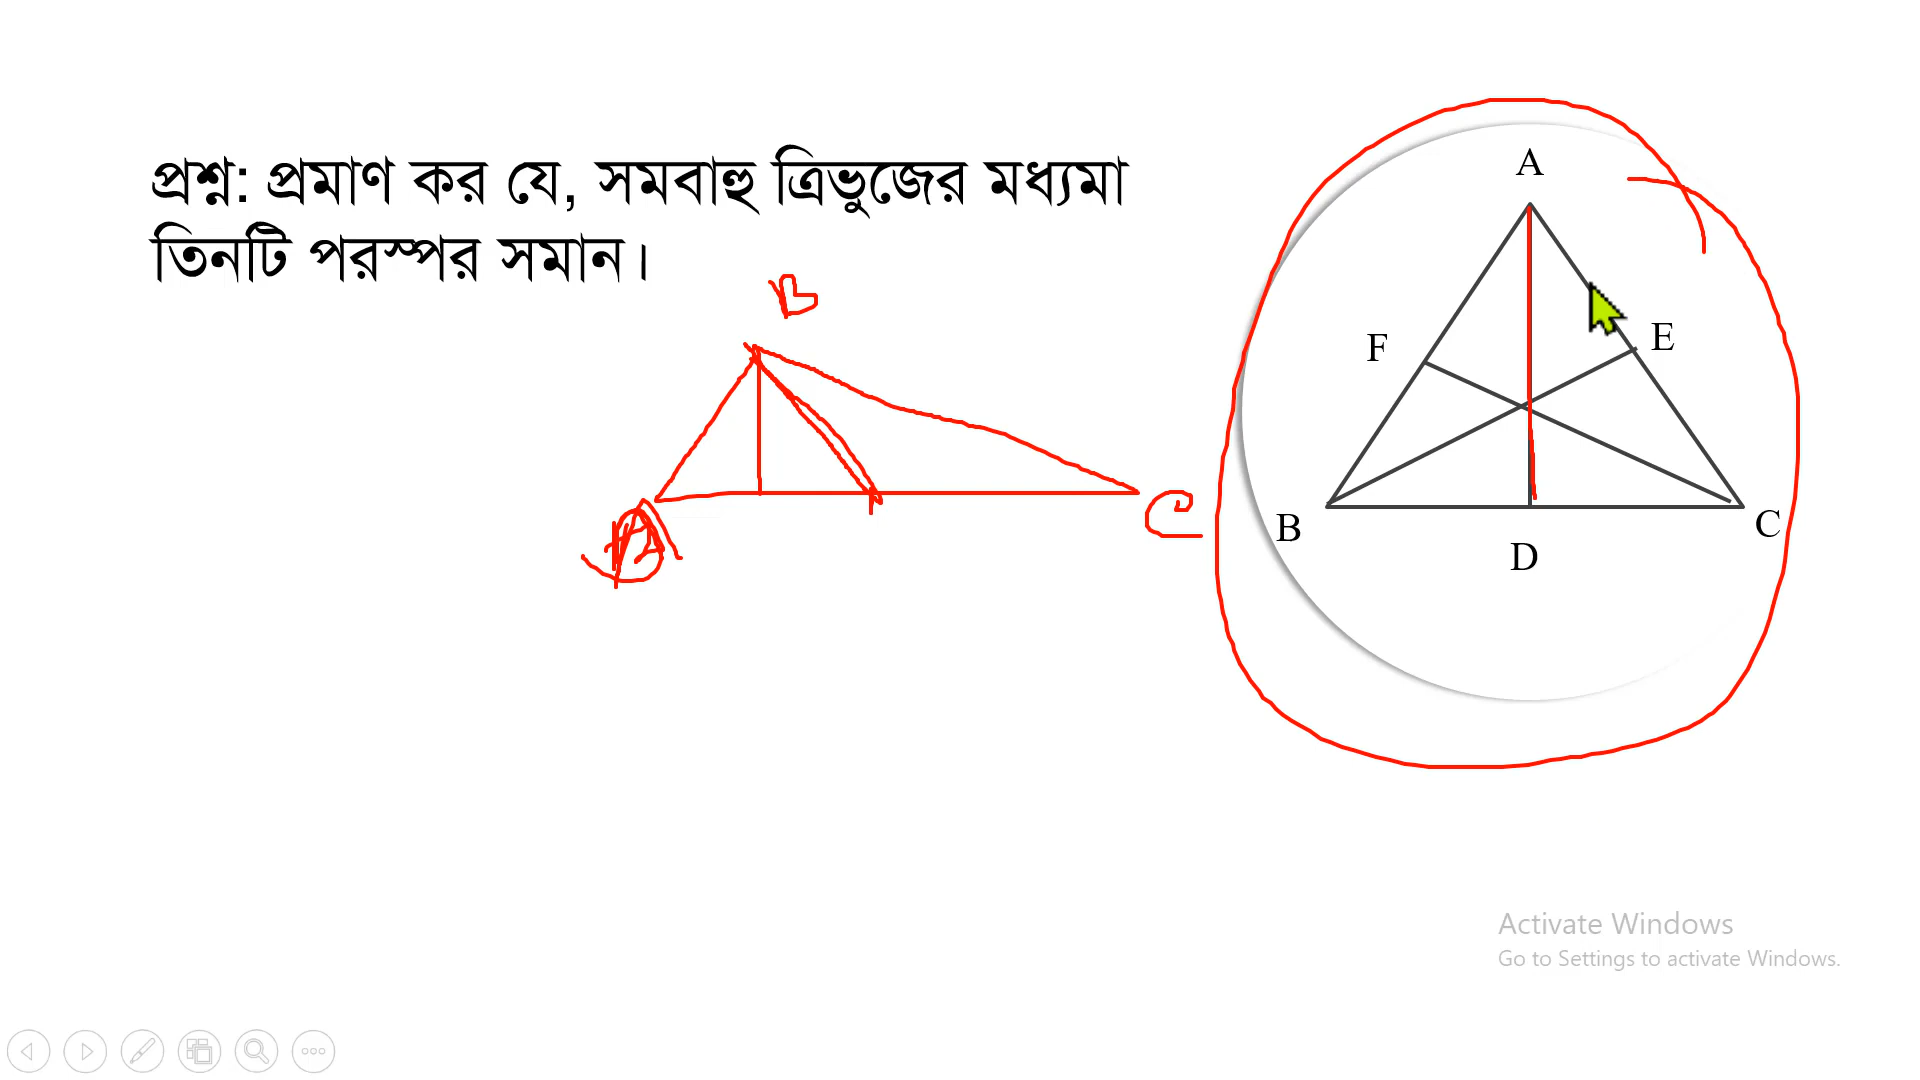 প্রশ্ন: প্রমাণ কর যে, সমবাহু ত্রিভুজের মধ্যমা
তিনটি পরস্পর সমান।
B
A
C
A
F
E
B
C
D
Activate Windows
Go to Settings to activate Windows.